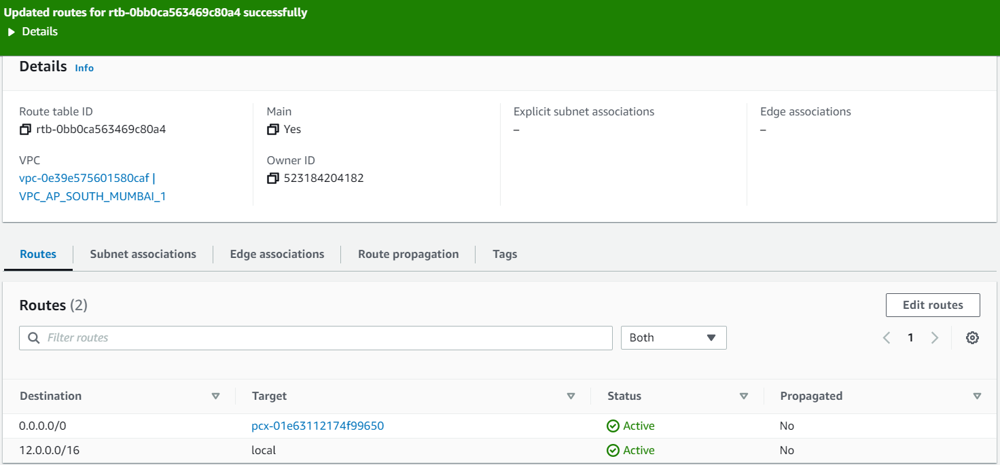 Updated routes for rtb-0bb0ca563469c80a4 successfully
Details
Details Info
Route table ID
rtb-0bb0ca563469c80a4
Main
Yes
Explicit subnet associations
–
Edge associations
–
VPC
vpc-0e39e575601580caf |
VPC_AP_SOUTH_MUMBAI_1
Owner ID
523184204182
Routes Subnet associations Edge associations Route propagation Tags
Routes (2) Edit routes
Filter routes Both 1
Destination Target Status Propagated
0.0.0.0/0 pcx-01e63112174f99650 Active No
12.0.0.0/16 local Active No